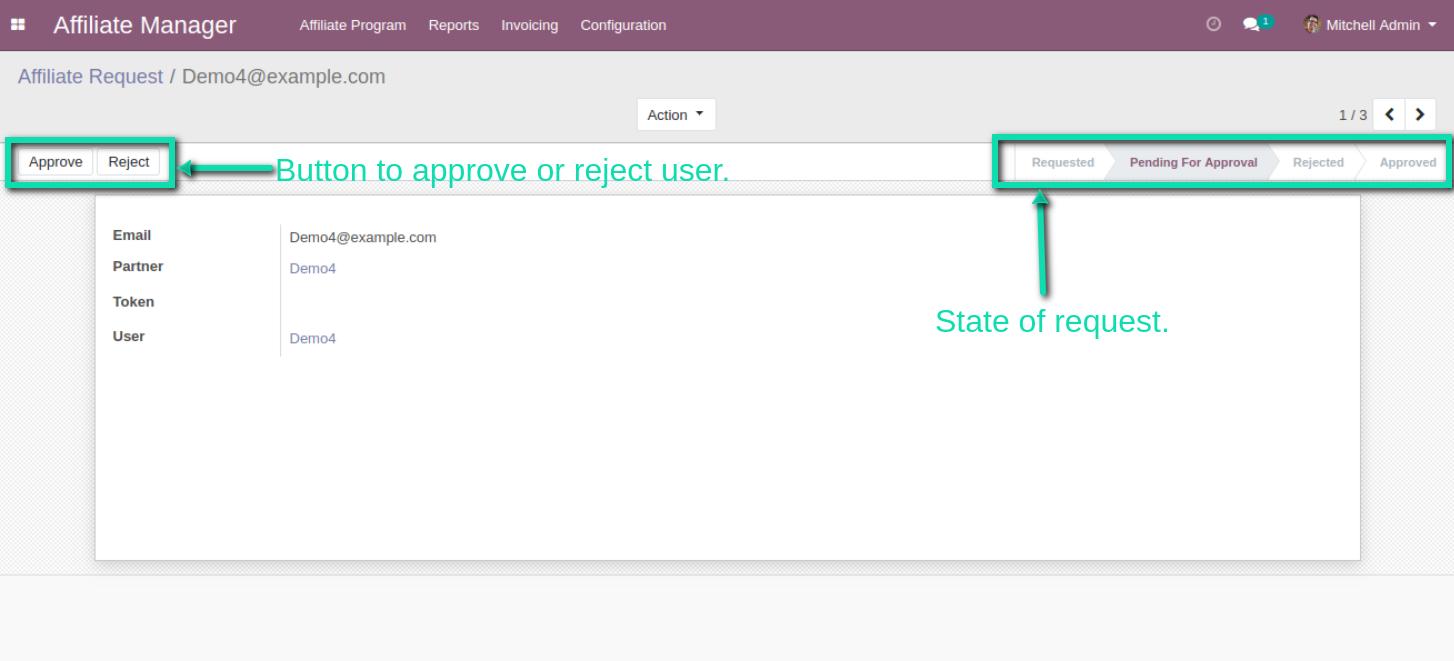 Affiliate Manager Affiliate Program Reports Invoicing Configuration 1 Mitchell Admin
Affiliate Request / Demo4@example.com
Action 1 / 3
Approve Reject Button to approve or reject user. Requested Pending For Approval Rejected Approved
Email Demo4@example.com
Partner Demo4
Token
State of request.
User Demo4